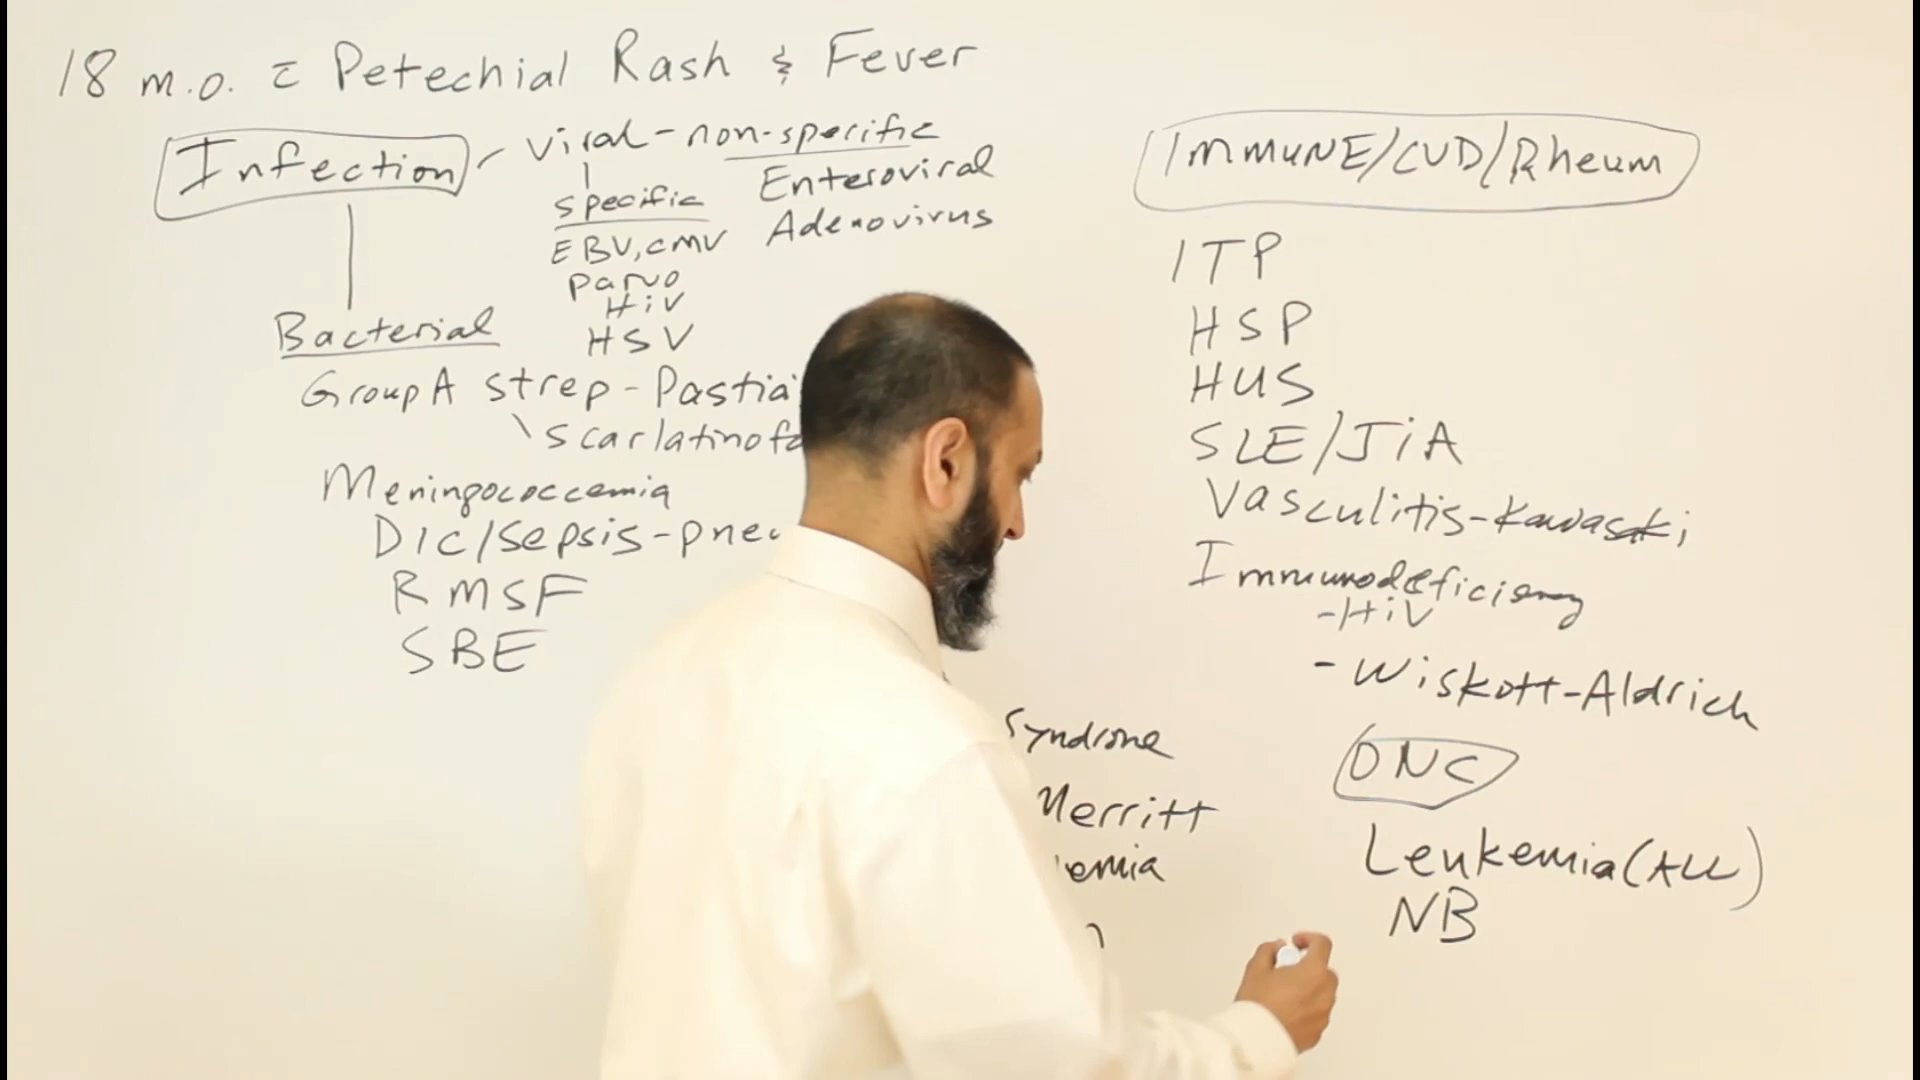 18 m.o. c Petechial Rash & Fever
Infection - Viral - non-specific
Enteroviral
Adenovirus
specific
EBV, CMV
parvo
HiV
HSV
Bacterial
Group A strep - Pastia
\ Scarlatinofo
Meningococcemia
DIC/sepsis - pneu
RMSF
SBE
Syndrome
Merritt
emia
)
IMMUNE/CVD/Rheum
ITP
HSP
HUS
SLE/JiA
Vasculitis - Kawasaki
Immunodeficiency
- HiV
- Wiskott-Aldrich
ONC
Leukemia (ALL)
NB